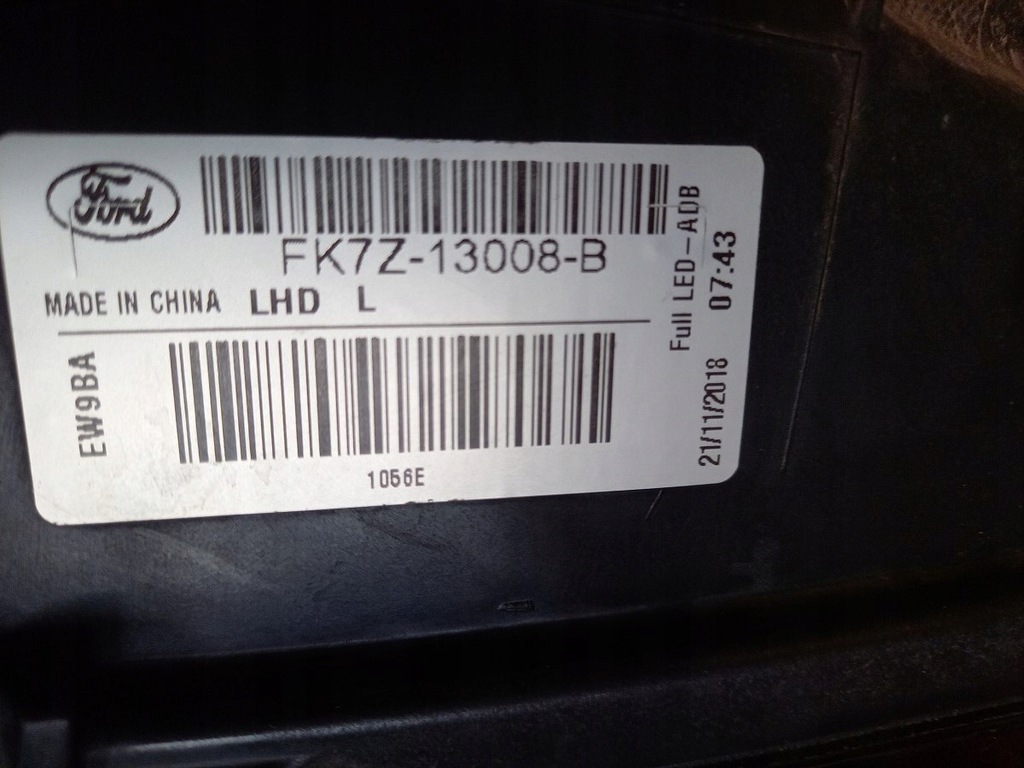 Ford
FK7Z-13008-B
MADE IN CHINA LHD L
EW9BA
1056E
Full LED-ADB
21/11/2018 07:43